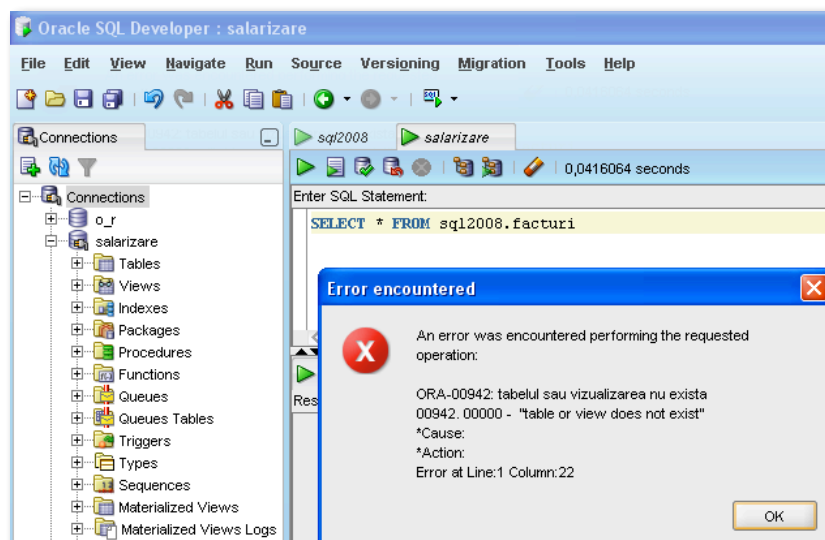 Oracle SQL Developer : salarizare
File Edit View Navigate Run Source Versioning Migration Tools Help
Connections
sql2008 salarizare
0,0416064 seconds
Connections
o_r
salarizare
Tables
Views
Indexes
Packages
Procedures
Functions
Queues
Queues Tables
Triggers
Types
Sequences
Materialized Views
Materialized Views Logs
Enter SQL Statement:
SELECT * FROM sql2008.facturi
Res
Error encountered
An error was encountered performing the requested
operation:
ORA-00942: tabelul sau vizualizarea nu exista
00942. 00000 - "table or view does not exist"
*Cause:
*Action:
Error at Line:1 Column:22
OK